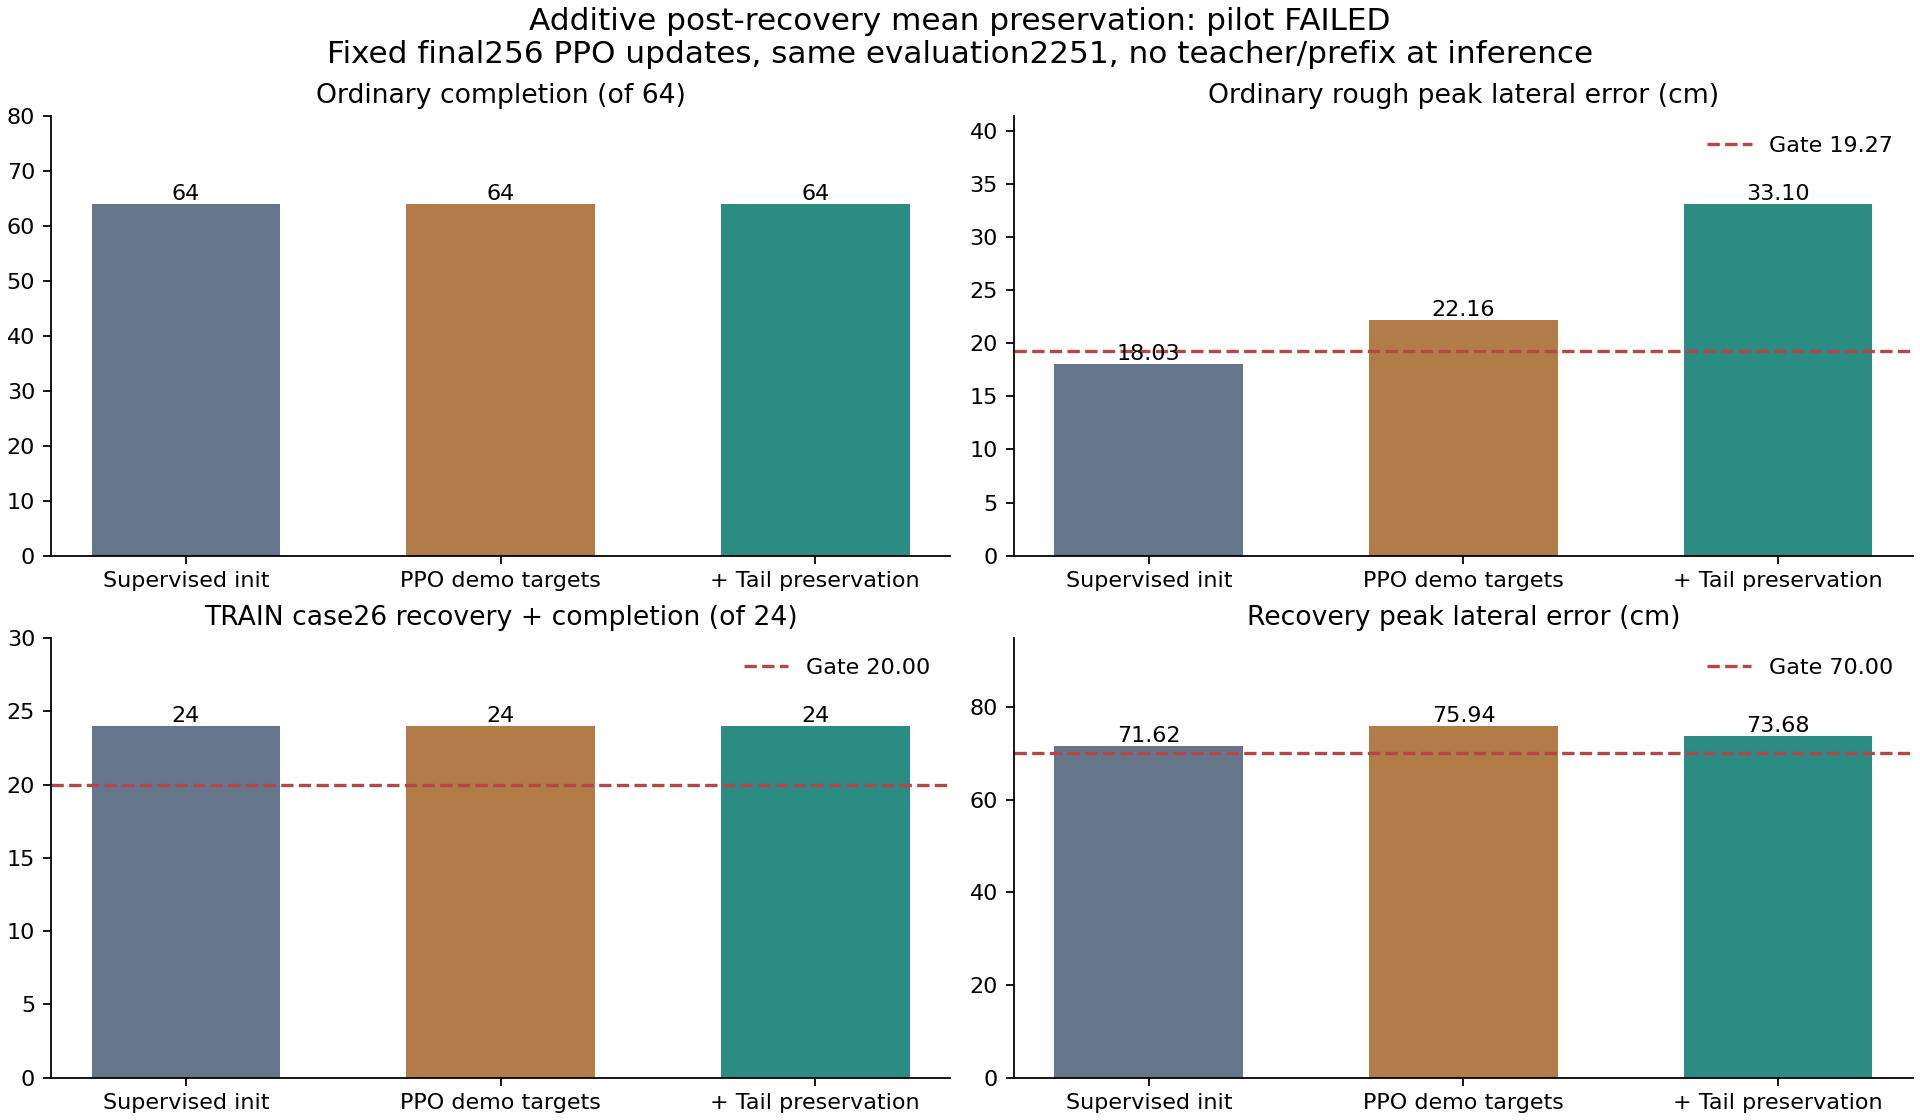 Additive post-recovery mean preservation: pilot FAILED
Fixed final256 PPO updates, same evaluation2251, no teacher/prefix at inference
Ordinary completion (of 64)
80
70
60
50
40
30
20
10
0
64
64
64
Supervised init
PPO demo targets
+ Tail preservation
Ordinary rough peak lateral error (cm)
40
35
30
25
20
15
10
5
0
Gate 19.27
18.03
22.16
33.10
Supervised init
PPO demo targets
+ Tail preservation
TRAIN case26 recovery + completion (of 24)
30
25
20
15
10
5
0
Gate 20.00
24
24
24
Supervised init
PPO demo targets
+ Tail preservation
Recovery peak lateral error (cm)
80
60
40
20
0
Gate 70.00
71.62
75.94
73.68
Supervised init
PPO demo targets
+ Tail preservation